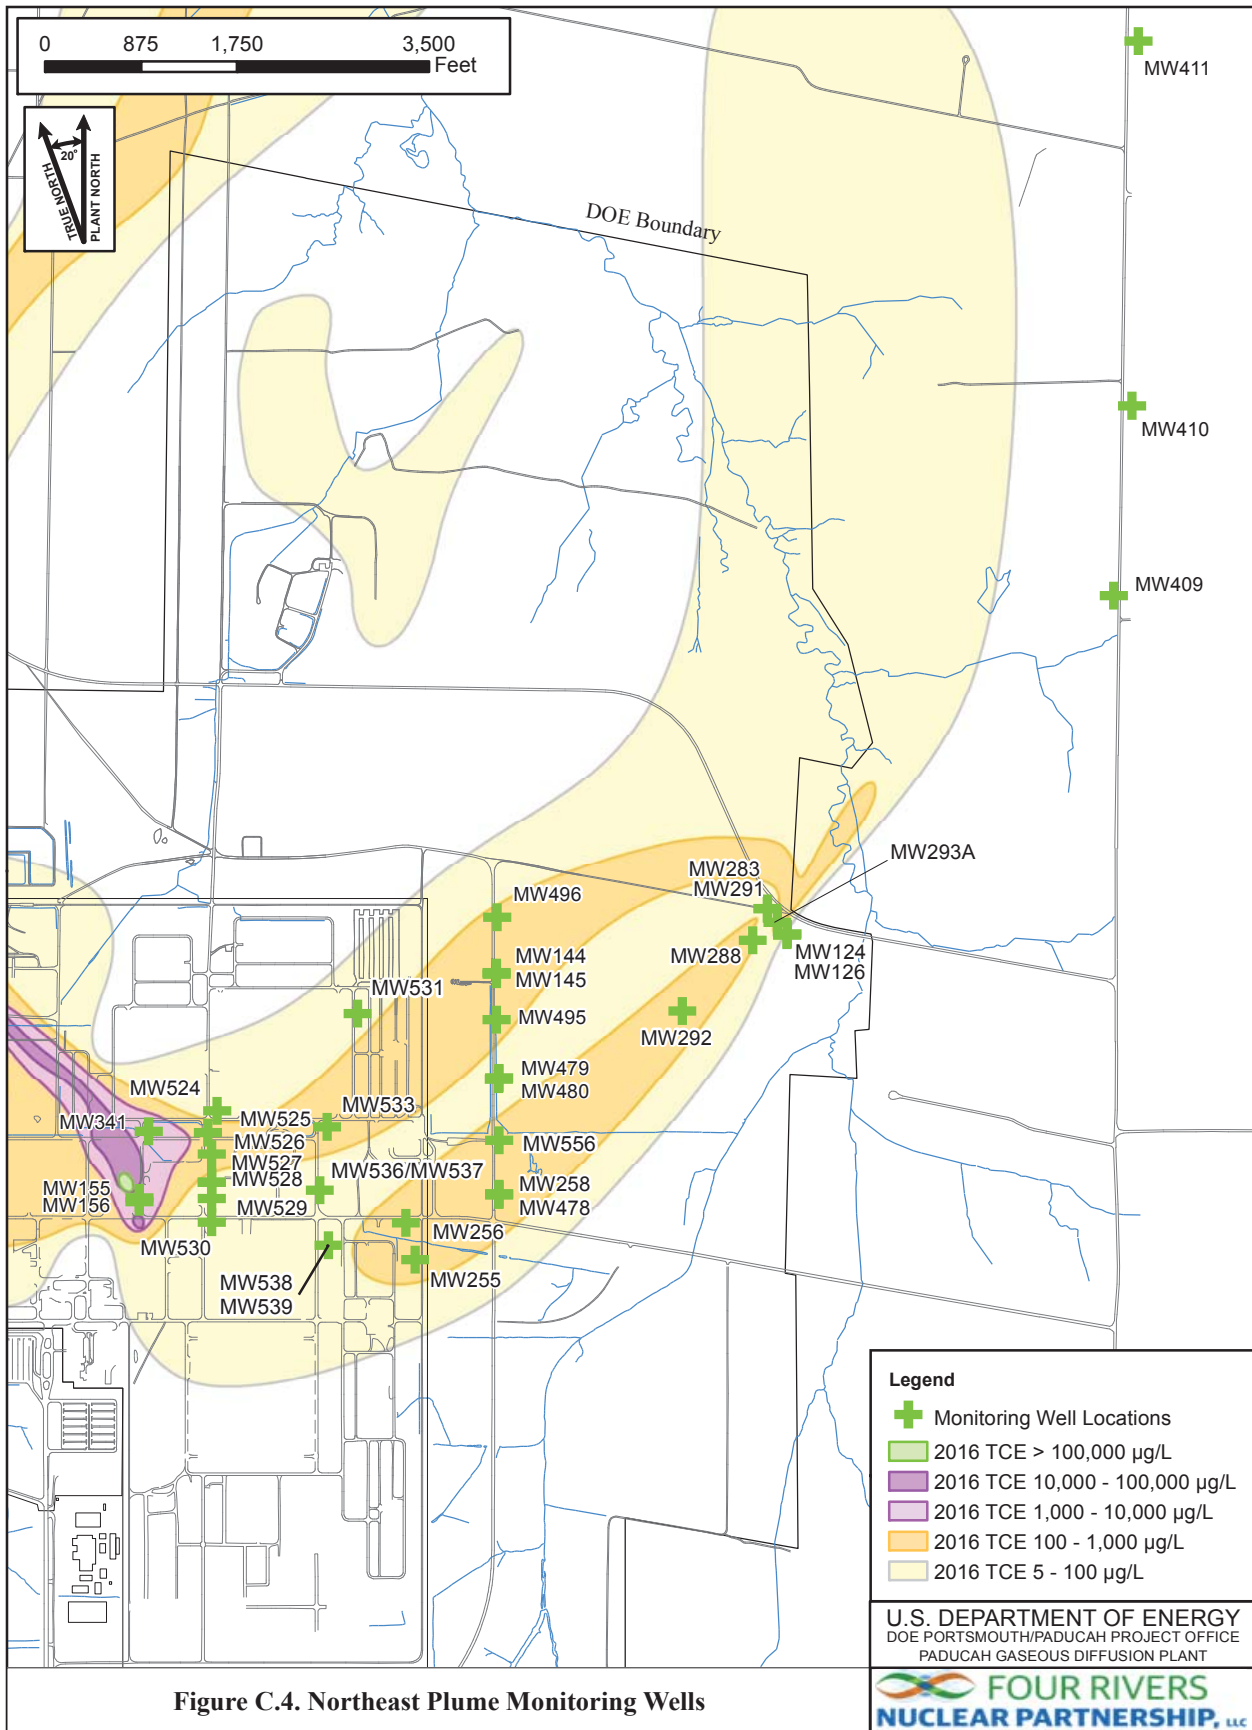 0 875 1,750 3,500
Feet
TRUE NORTH
20°
PLANT NORTH
MW411
DOE Boundary
MW410
MW409
MW293A
MW283
MW291
MW496
MW288
MW124
MW126
MW144
MW145
MW531
MW495
MW292
MW479
MW480
MW524
MW525
MW533
MW341
MW526
MW527
MW528
MW556
MW536/MW537
MW155
MW156
MW258
MW478
MW529
MW530
MW256
MW255
MW538
MW539
Legend
Monitoring Well Locations
2016 TCE > 100,000 µg/L
2016 TCE 10,000 - 100,000 µg/L
2016 TCE 1,000 - 10,000 µg/L
2016 TCE 100 - 1,000 µg/L
2016 TCE 5 - 100 µg/L
U.S. DEPARTMENT OF ENERGY
DOE PORTSMOUTH/PADUCAH PROJECT OFFICE
PADUCAH GASEOUS DIFFUSION PLANT
Figure C.4. Northeast Plume Monitoring Wells
FOUR RIVERS
NUCLEAR PARTNERSHIP, LLC